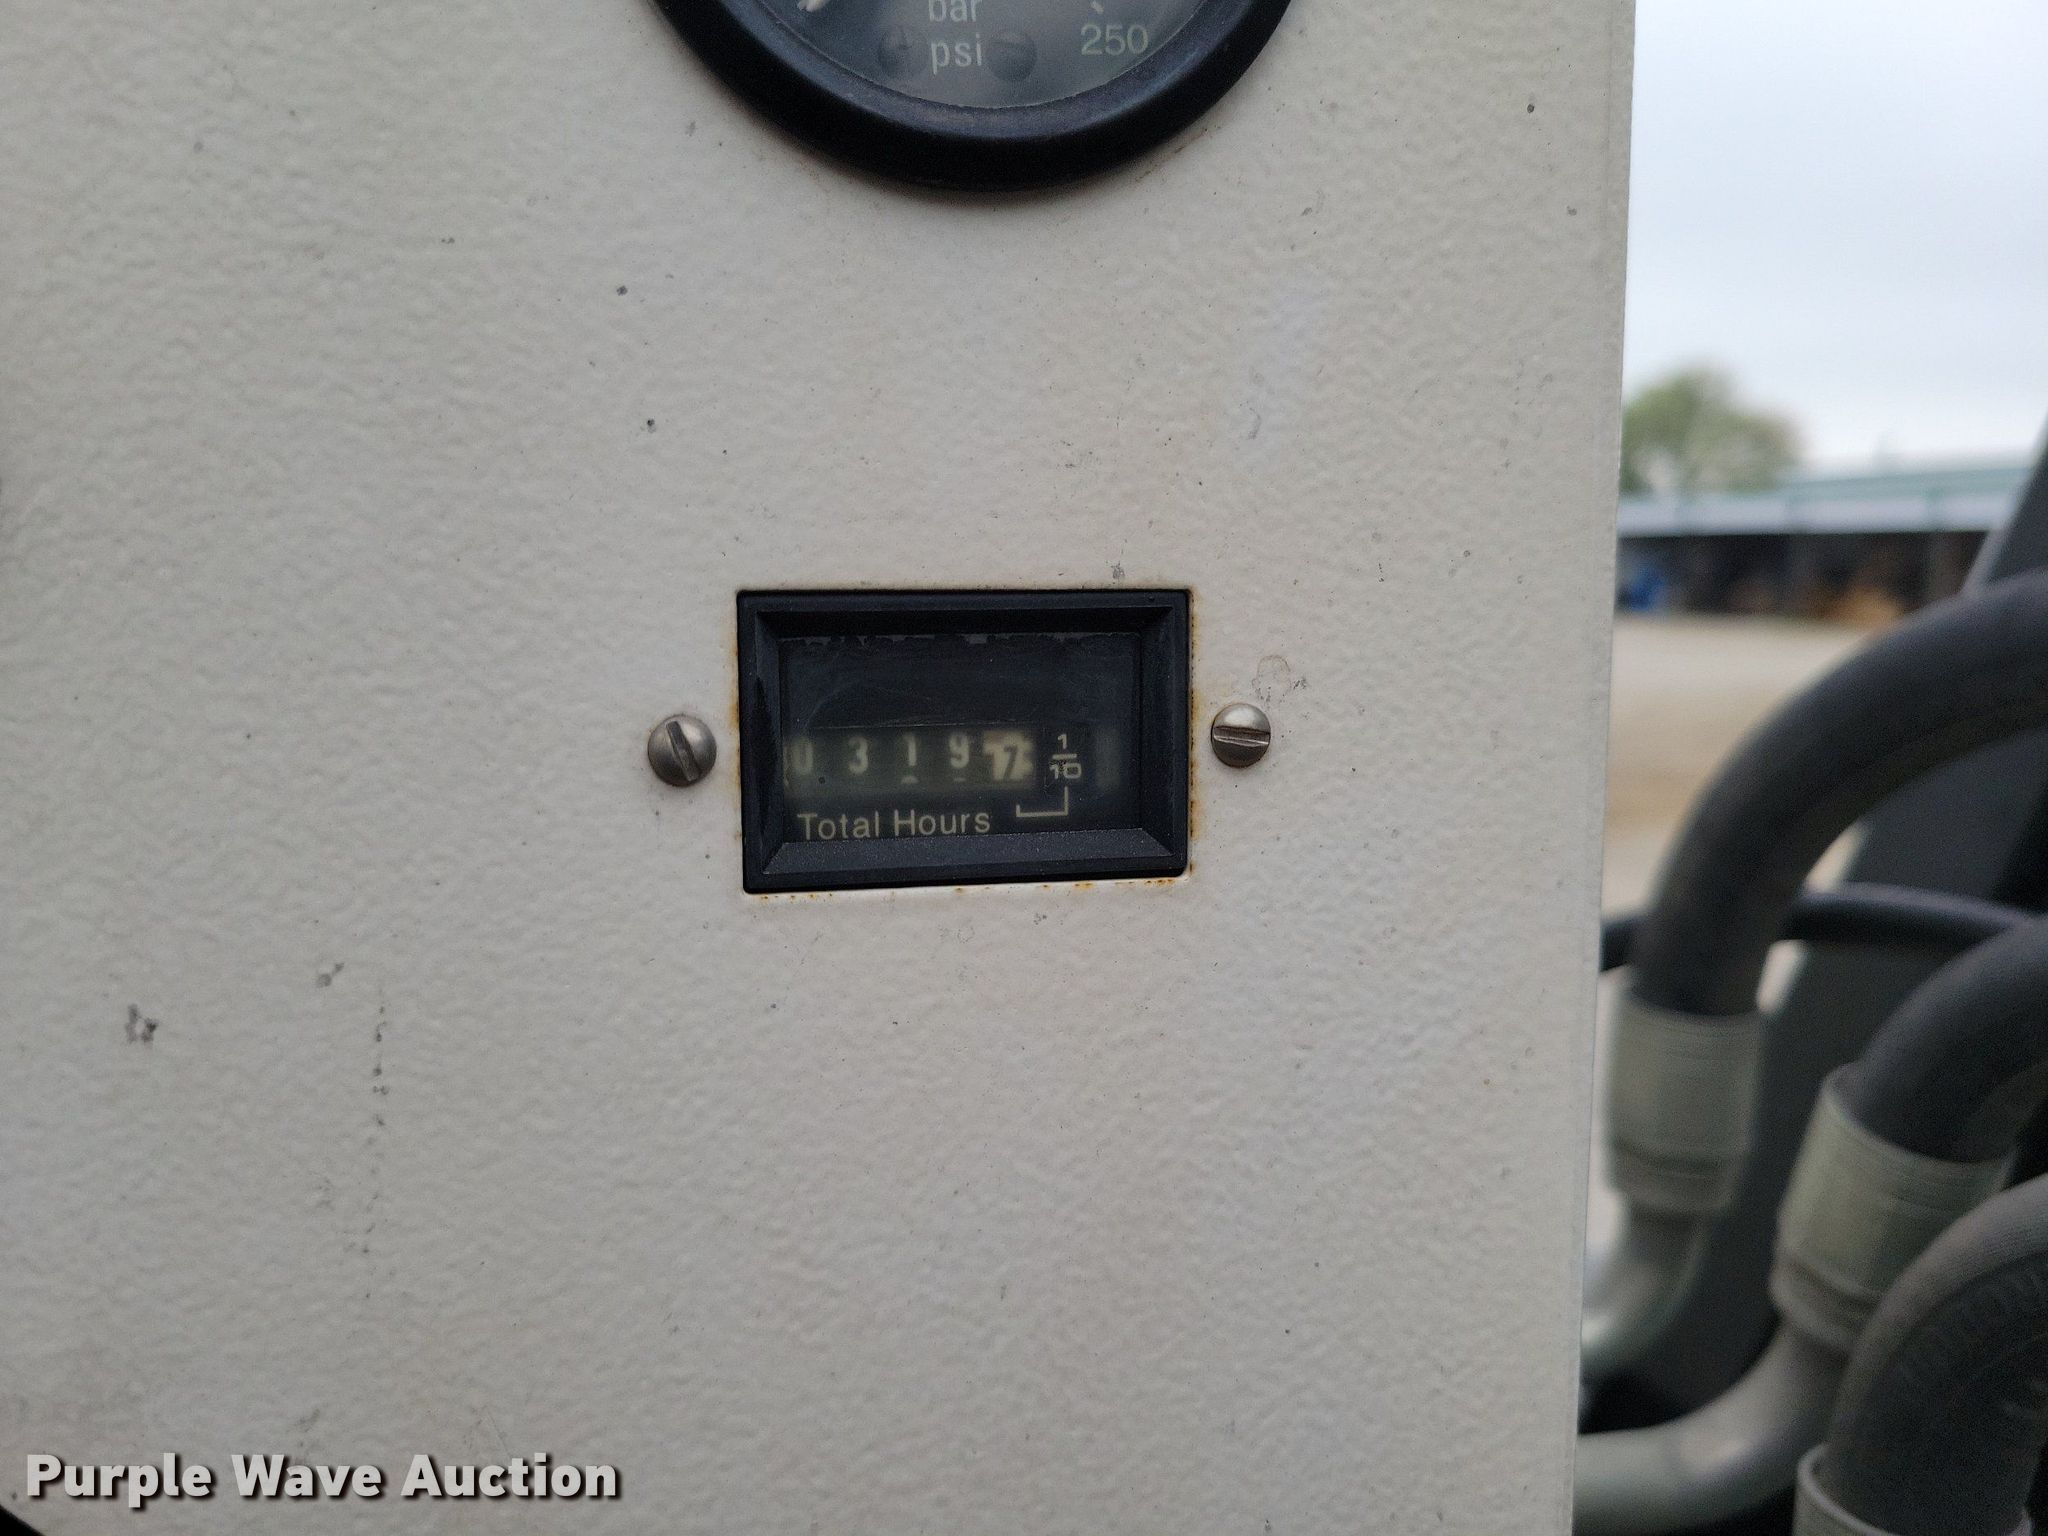 bar
psi
250
0 3 1 9 7 1/10
Total Hours
Purple Wave Auction